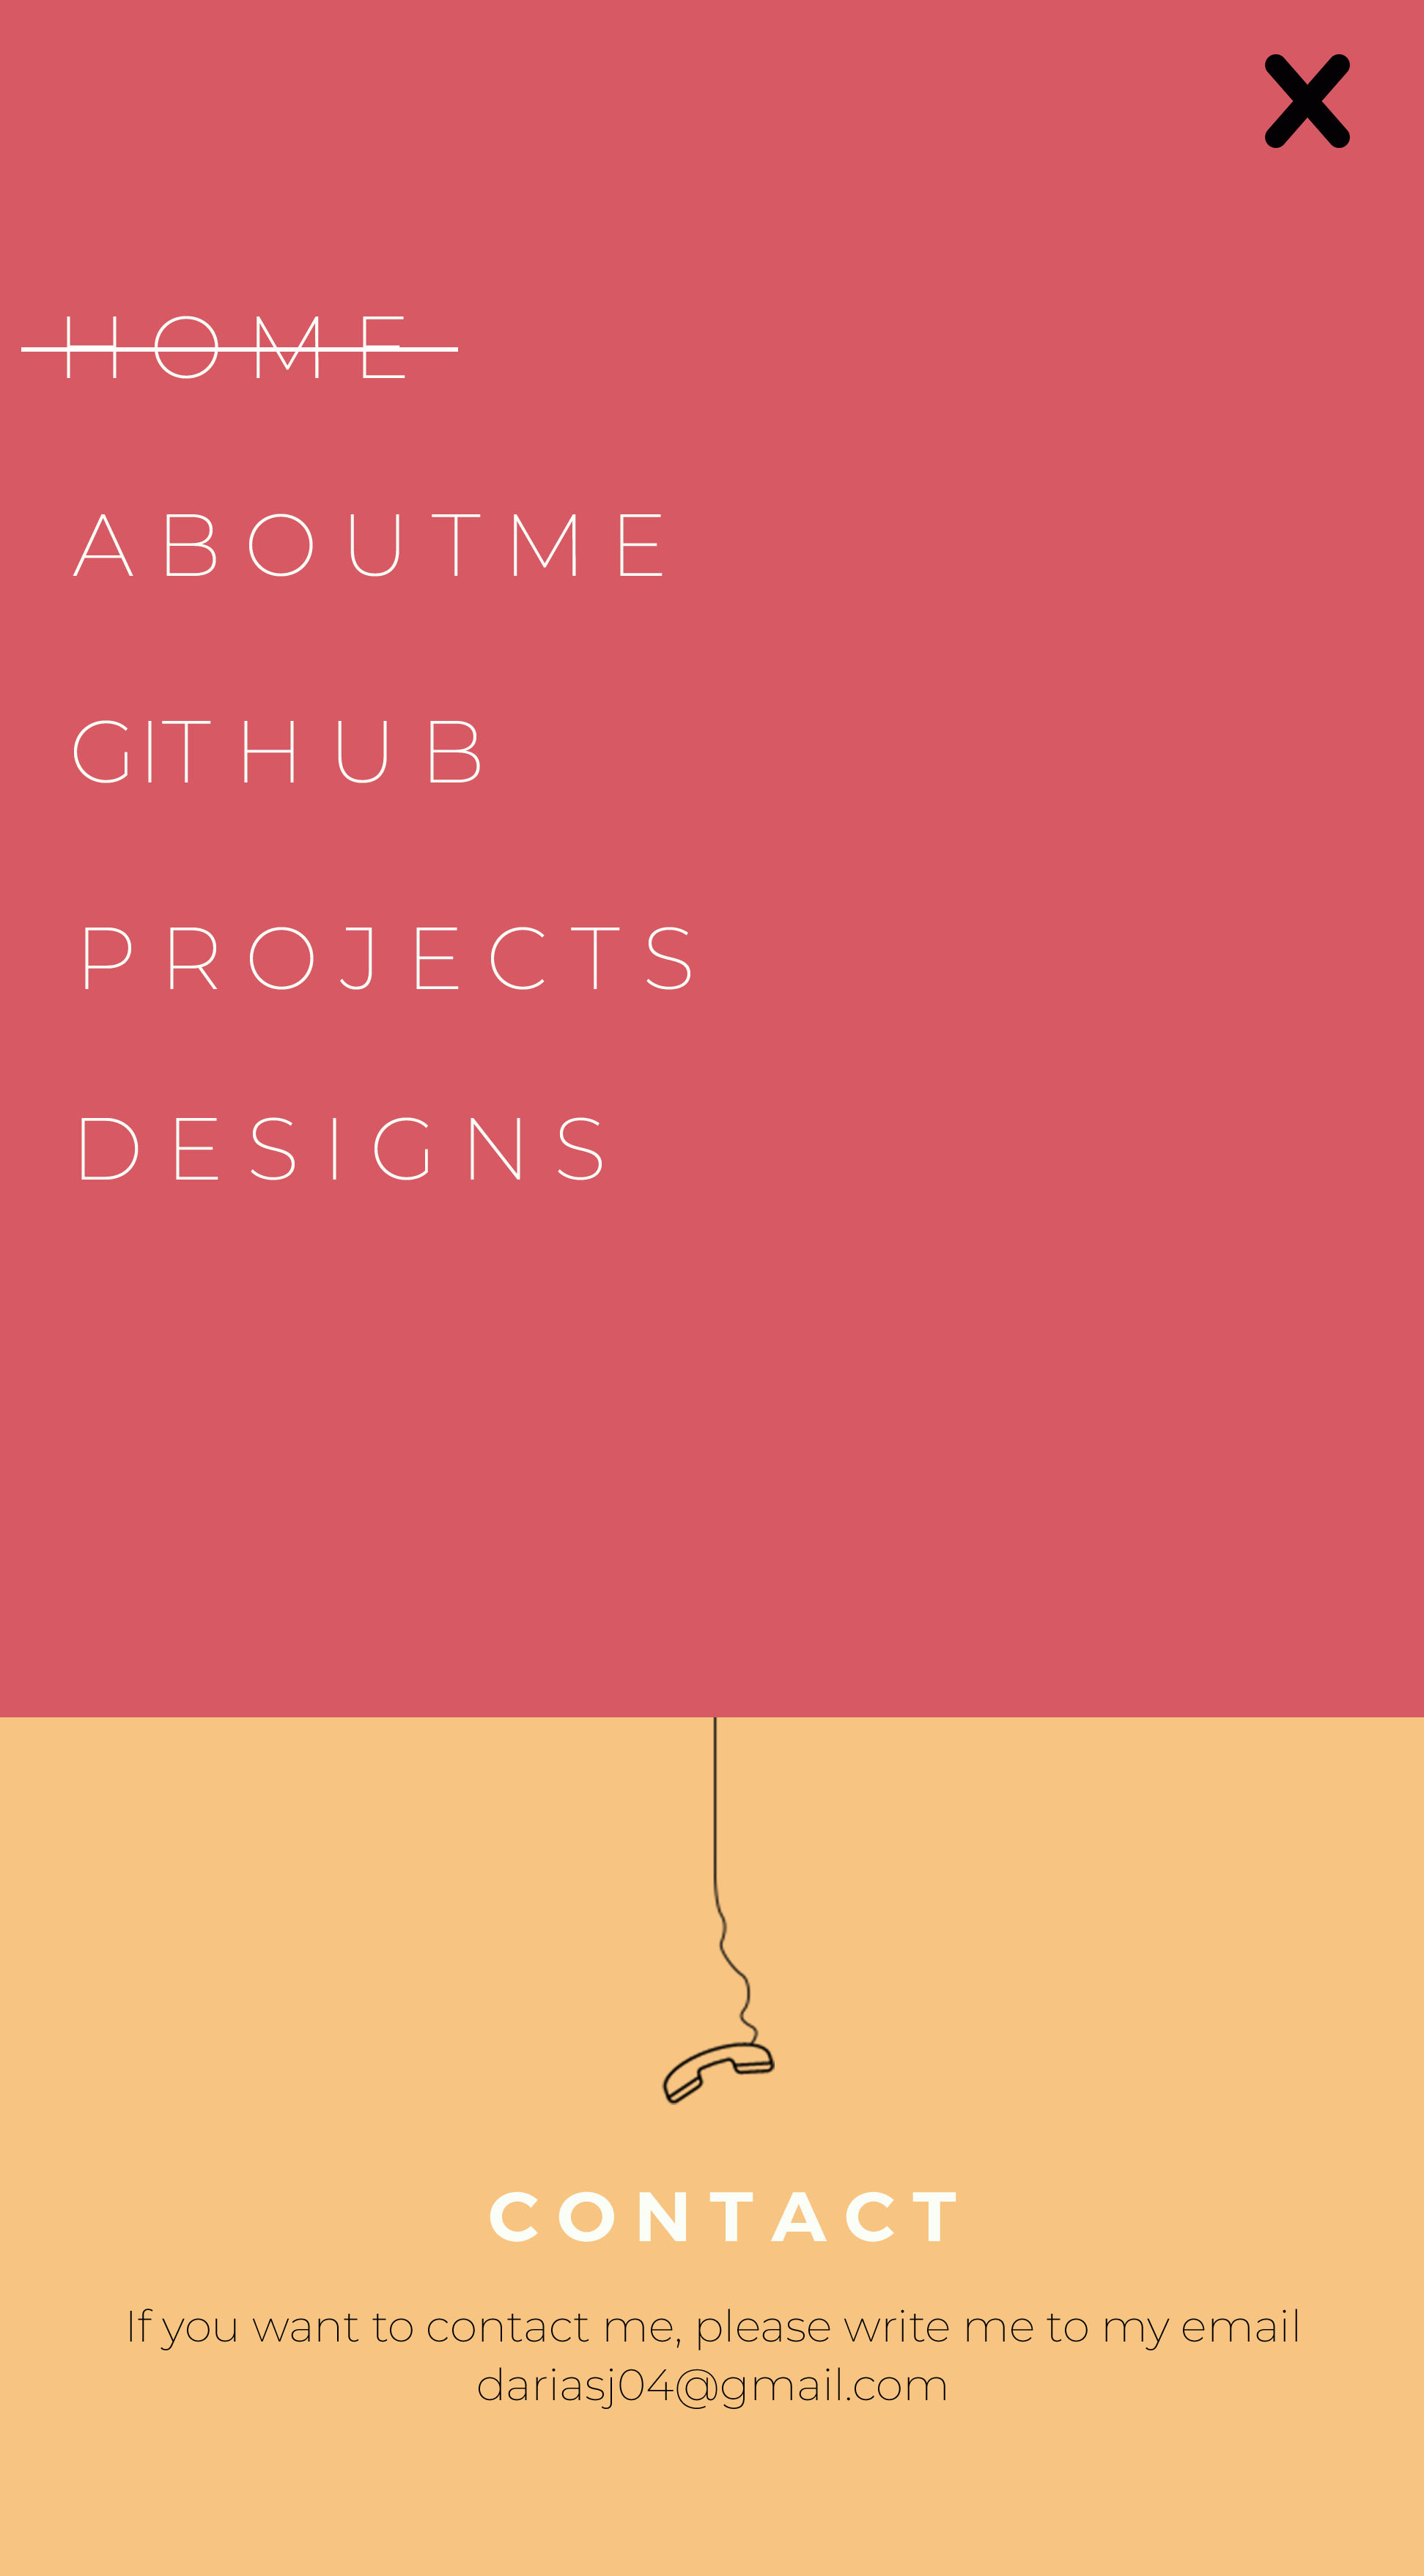 HOME
ABOUTME
GITHUB
PROJECTS
DESIGNS
CONTACT
If you want to contact me, please write me to my email
dariasj04@gmail.com